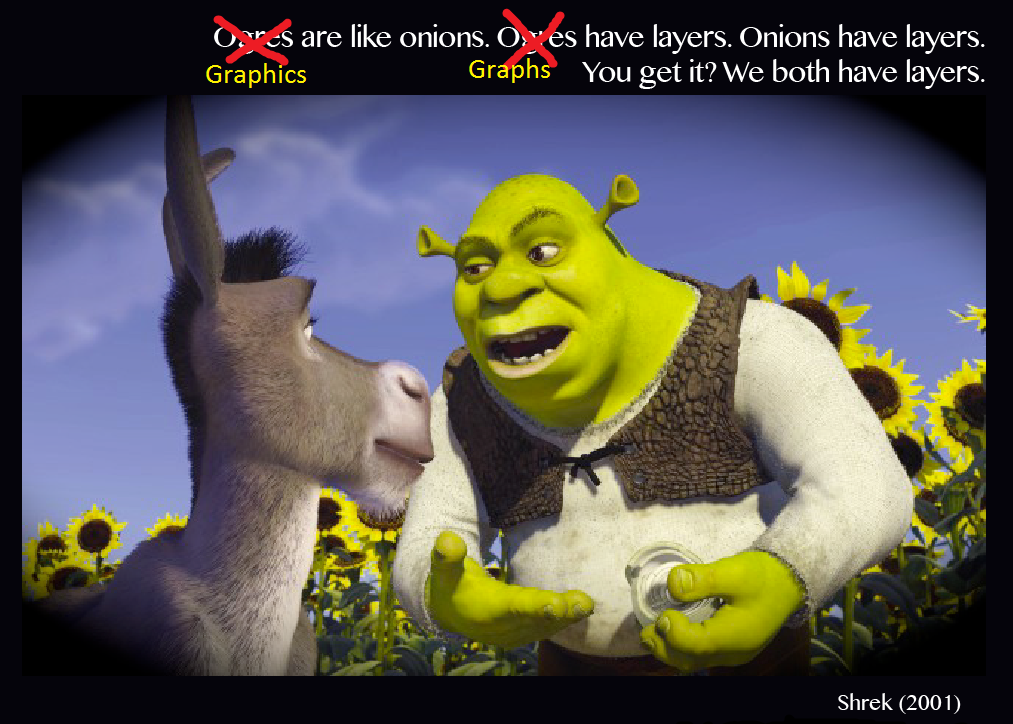 Ogres are like onions. Ogres have layers. Onions have layers.
Graphics Graphs You get it? We both have layers.
Shrek (2001)